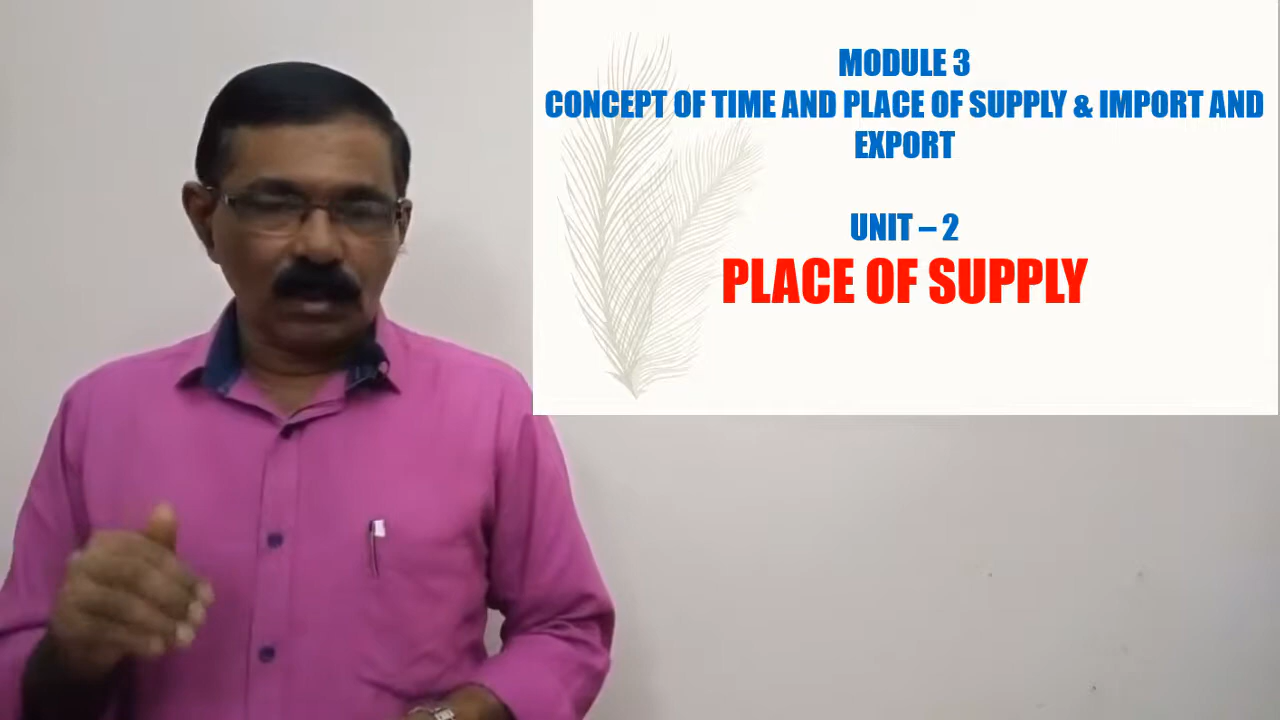 MODULE 3
CONCEPT OF TIME AND PLACE OF SUPPLY & IMPORT AND
EXPORT
UNIT – 2
PLACE OF SUPPLY